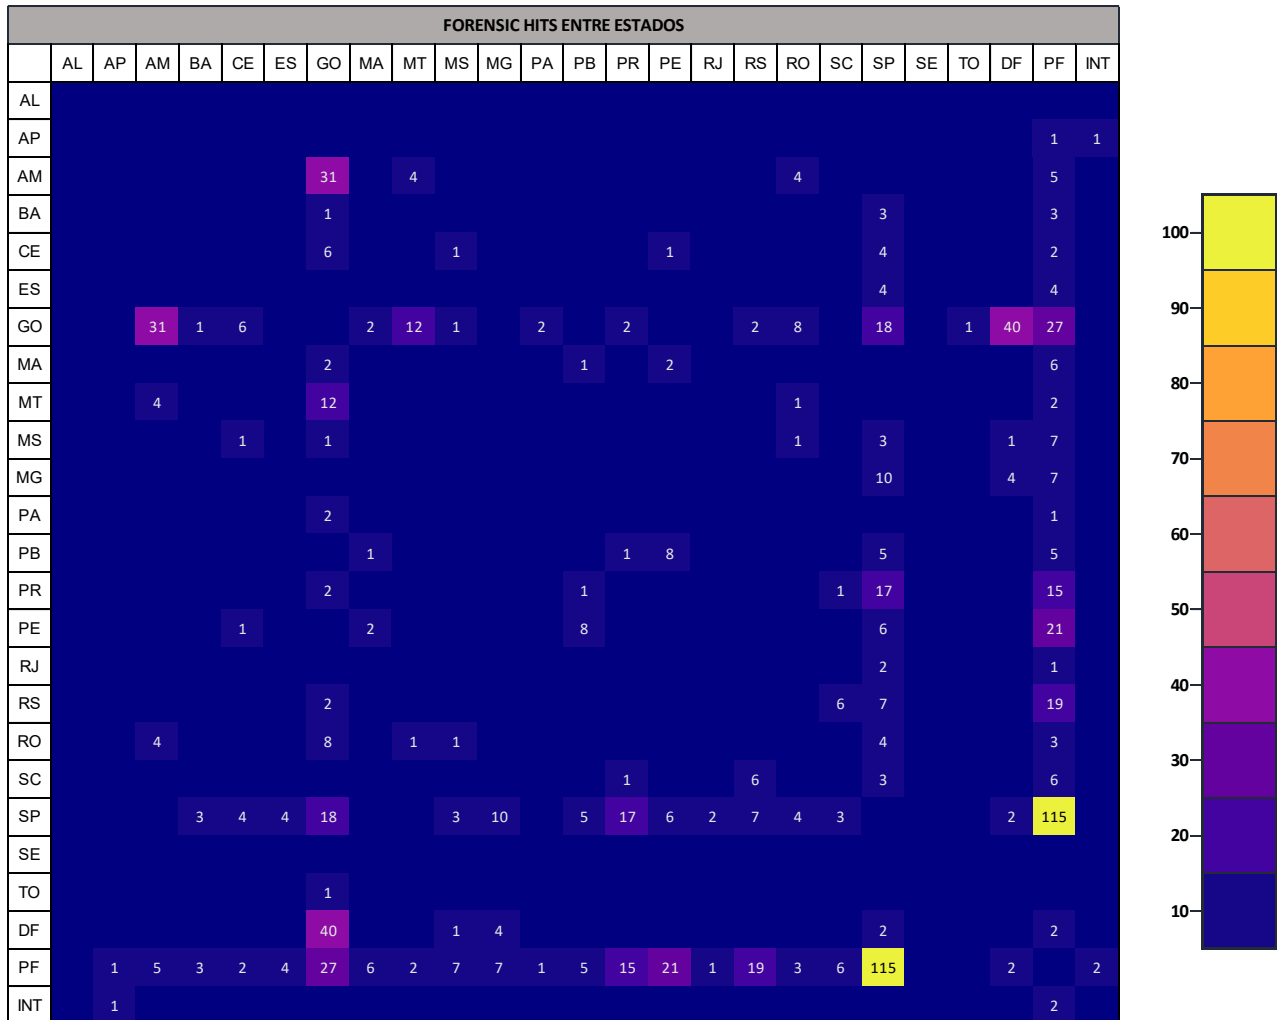 FORENSIC HITS ENTRE ESTADOS
AL AP AM BA CE ES GO MA MT MS MG PA PB PR PE RJ RS RO SC SP SE TO DF PF INT
AL
AP 1 1
AM 31 4 4 5
BA 1 3 3
CE 6 1 1 4 2
ES 4 4
GO 31 1 6 2 12 1 2 2 2 8 18 1 40 27
MA 2 1 2 6
MT 4 12 1 2
MS 1 1 1 3 1 7
MG 10 4 7
PA 2 1
PB 1 1 8 5 5
PR 2 1 1 17 15
PE 1 2 8 6 21
RJ 2 1
RS 2 6 7 19
RO 4 8 1 1 4 3
SC 1 6 3 6
SP 3 4 4 18 3 10 5 17 6 2 7 4 3 2 115
SE
TO 1
DF 40 1 4 2 2
PF 1 5 3 2 4 27 6 2 7 7 1 5 15 21 1 19 3 6 115 2 2
INT 1 2
100
90
80
70
60
50
40
30
20
10